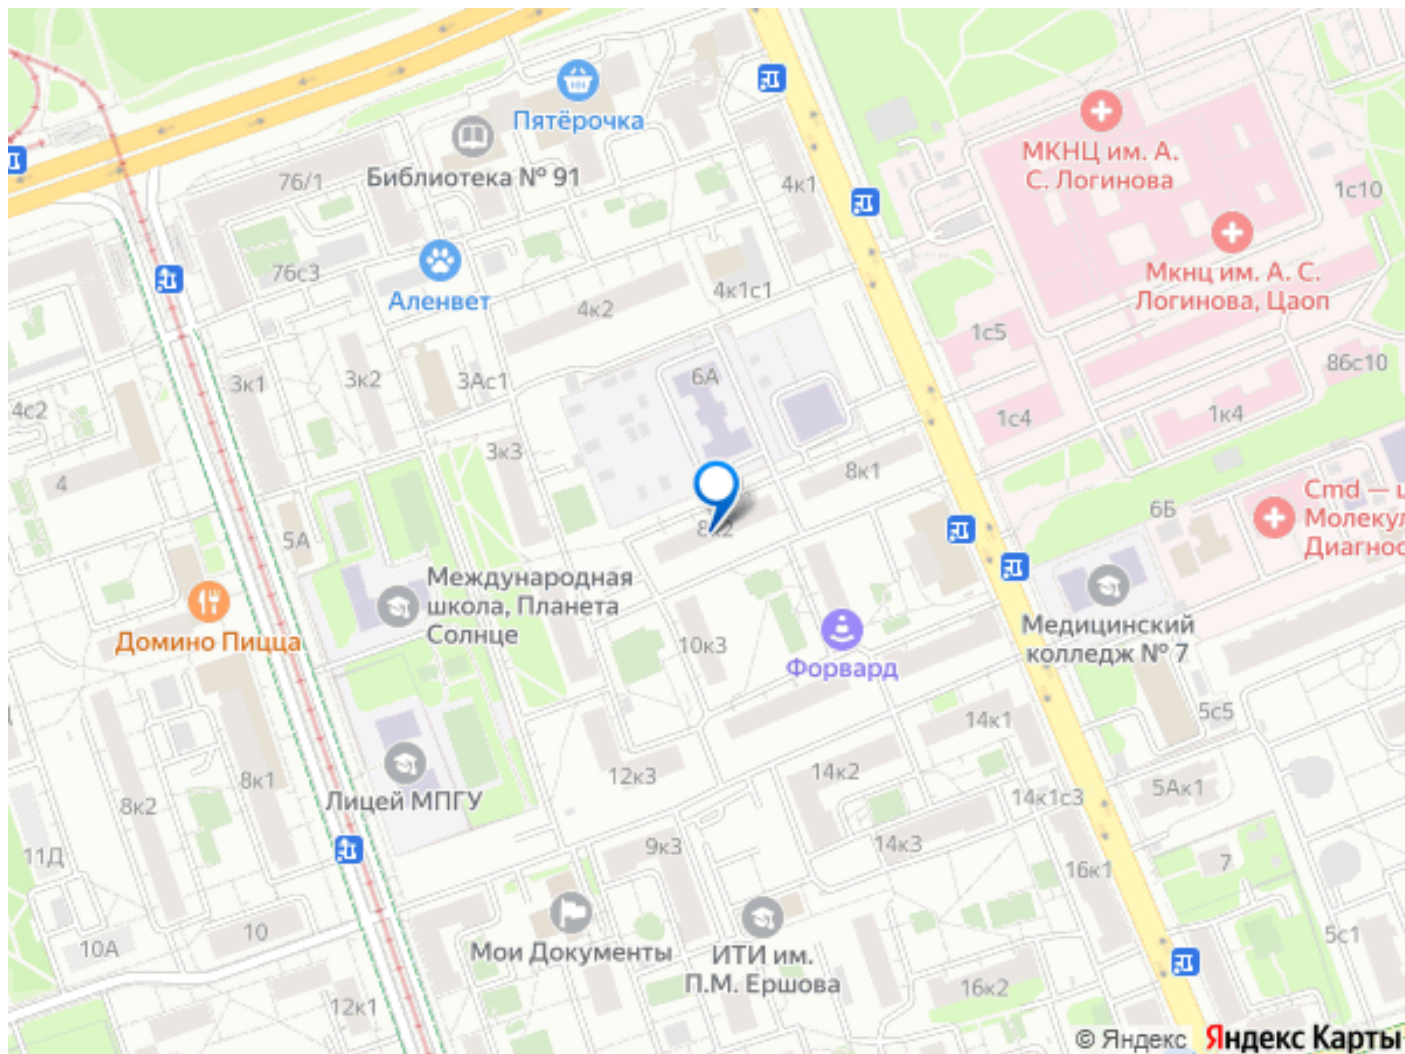 Пятёрочка
МКНЦ им. А.
С. Логинова
Библиотека № 91
76/1
4к1
1с10
Мкнц им. А. С.
Логинова, Цаоп
76с3
Аленвет
4к1с1
4к2
1с5
86с10
3к1
3к2
3Ас1
6А
4с2
1с4
1к4
3к3
8к1
4
Cmd —
Молекул
Диагнос
6Б
8к2
5А
Международная
школа, Планета
Солнце
Домино Пицца
10к3
Форвард
Медицинский
колледж № 7
5с5
14к1
12к3
14к2
8к1
8к2
Лицей МПГУ
14к1с3
5Ак1
11Д
9к3
14к3
16к1
7
10
10А
Мои Документы
ИТИ им.
П.М. Ершова
5с1
16к2
12к1
© Яндекс Яндекс Карты